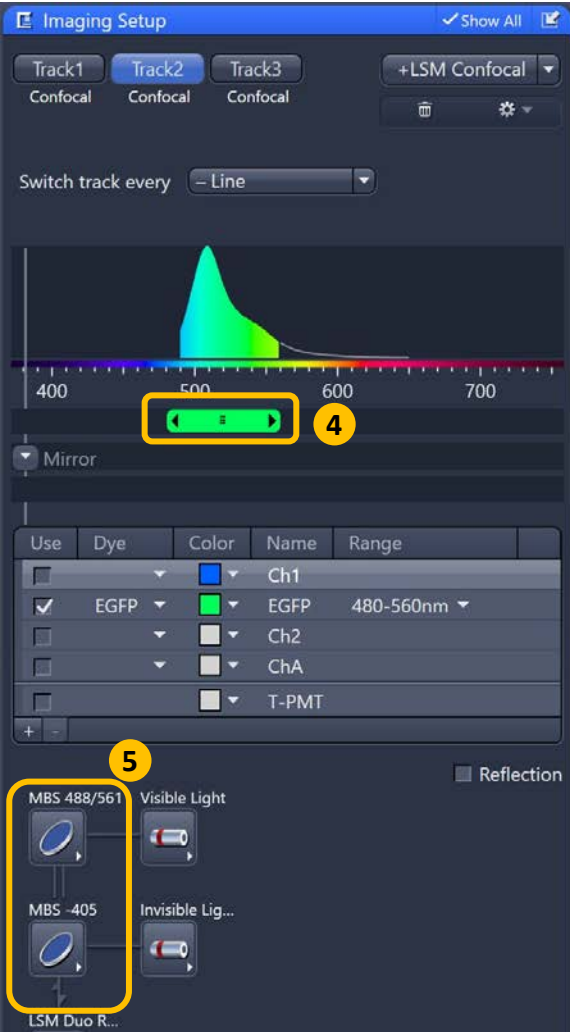 Imaging Setup
Show All
Track1 Track2 Track3 +LSM Confocal
Confocal Confocal Confocal
Switch track every – Line
400 500 600 700
4
Mirror
Use Dye Color Name Range
Ch1
EGFP EGFP 480-560nm
Ch2
ChA
T-PMT
+ -
5
Reflection
MBS 488/561 Visible Light
MBS -405 Invisible Lig...
LSM Duo R...